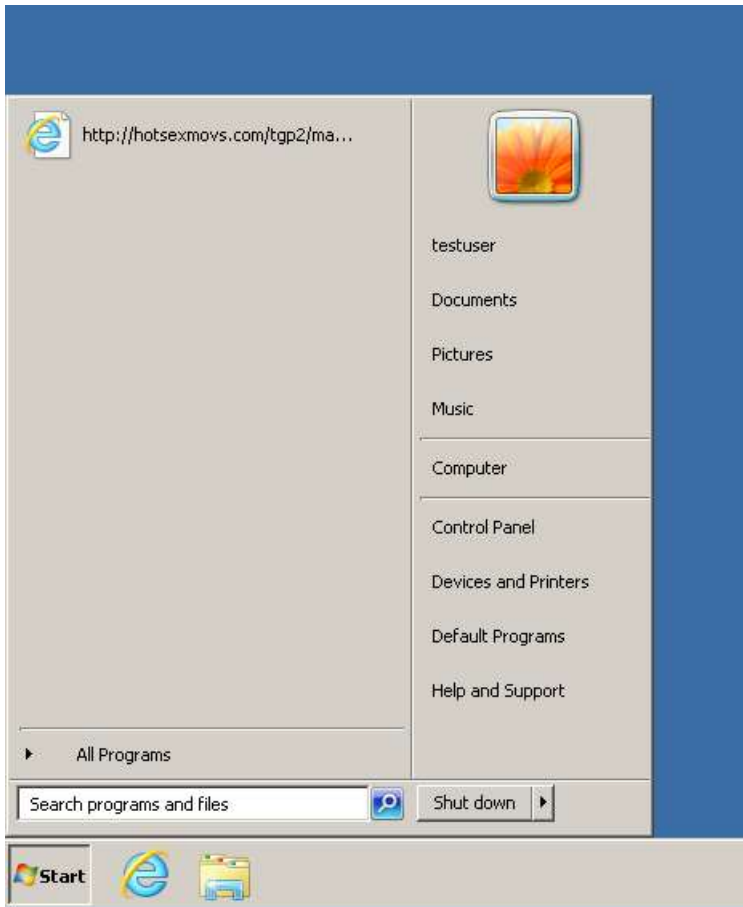 http://hotsexmovs.com/tgp2/ma...
testuser
Documents
Pictures
Music
Computer
Control Panel
Devices and Printers
Default Programs
Help and Support
All Programs
Search programs and files
Shut down
Start